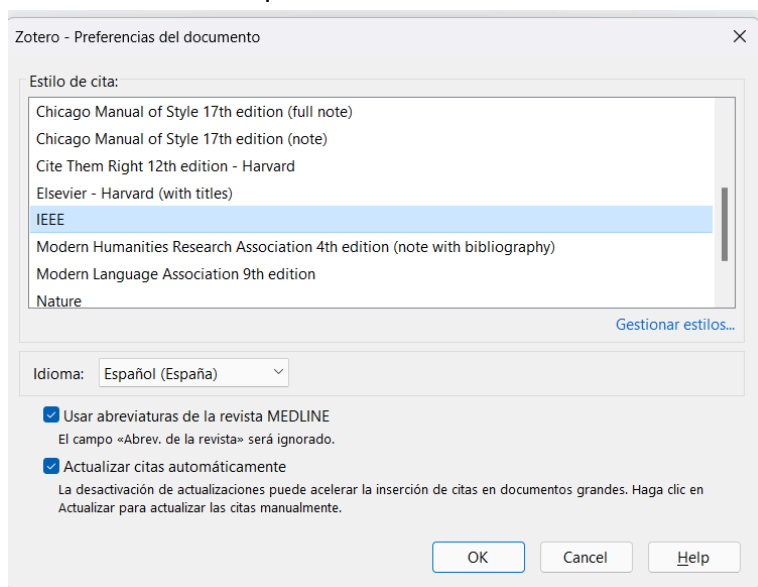 Zotero - Preferencias del documento
Estilo de cita:
Chicago Manual of Style 17th edition (full note)
Chicago Manual of Style 17th edition (note)
Cite Them Right 12th edition - Harvard
Elsevier - Harvard (with titles)
IEEE
Modern Humanities Research Association 4th edition (note with bibliography)
Modern Language Association 9th edition
Nature
Gestionar estilos...
Idioma: Español (España)
Usar abreviaturas de la revista MEDLINE
El campo «Abrev. de la revista» será ignorado.
Actualizar citas automáticamente
La desactivación de actualizaciones puede acelerar la inserción de citas en documentos grandes. Haga clic en
Actualizar para actualizar las citas manualmente.
OK Cancel Help